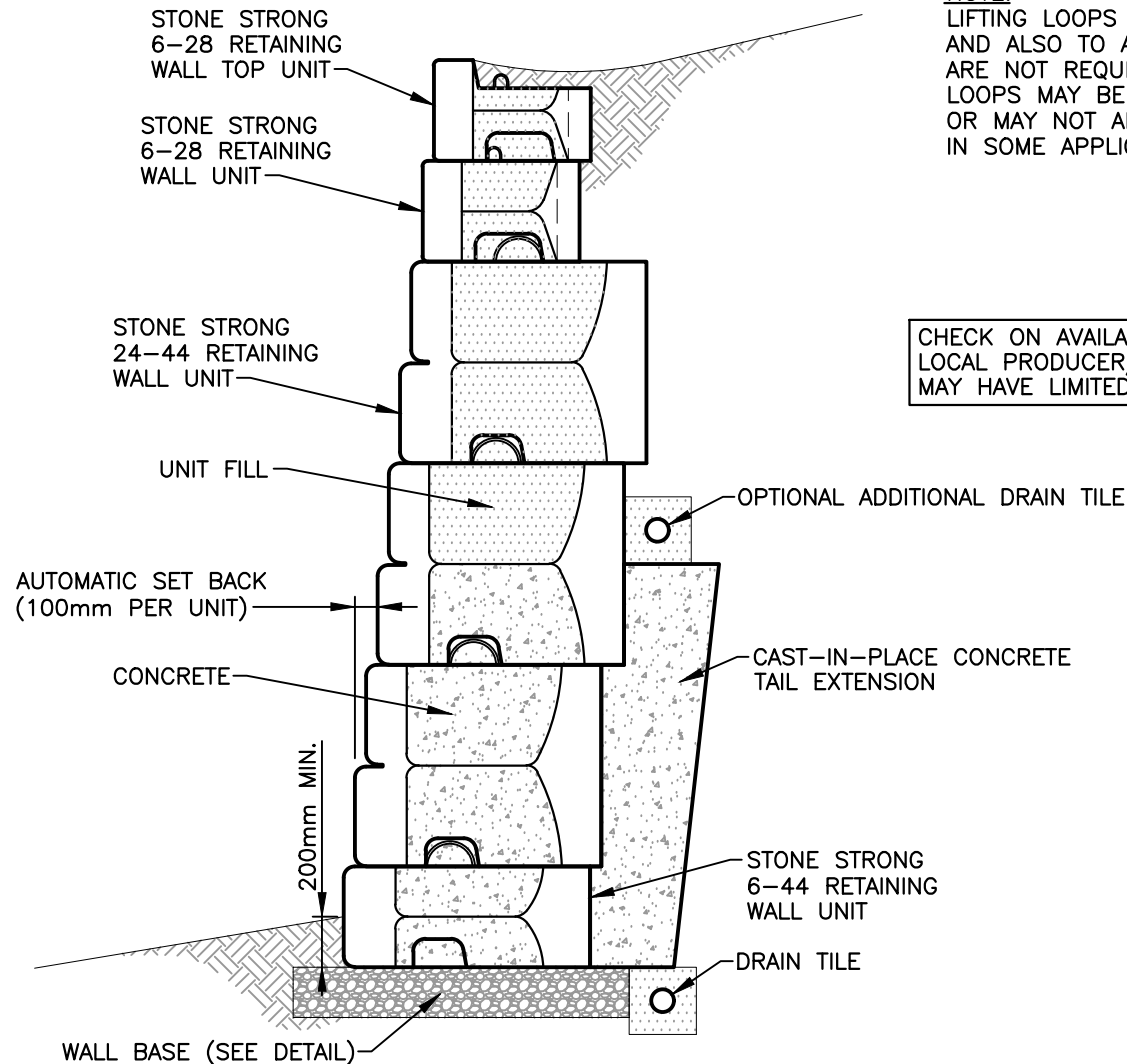 STONE STRONG
6-28 RETAINING
WALL TOP UNIT
STONE STRONG
6-28 RETAINING
WALL UNIT
STONE STRONG
24-44 RETAINING
WALL UNIT
UNIT FILL
AUTOMATIC SET BACK
(100mm PER UNIT)
CONCRETE
200mm MIN.
WALL BASE (SEE DETAIL)
NOTE:
LIFTING LOOPS
AND ALSO TO
ARE NOT
LOOPS MAY BE
OR MAY NOT
IN SOME
CHECK ON
LOCAL PRODUCER
MAY HAVE LIMITED
OPTIONAL ADDITIONAL DRAIN TILE
CAST-IN-PLACE CONCRETE
TAIL EXTENSION
STONE STRONG
6-44 RETAINING
WALL UNIT
DRAIN TILE